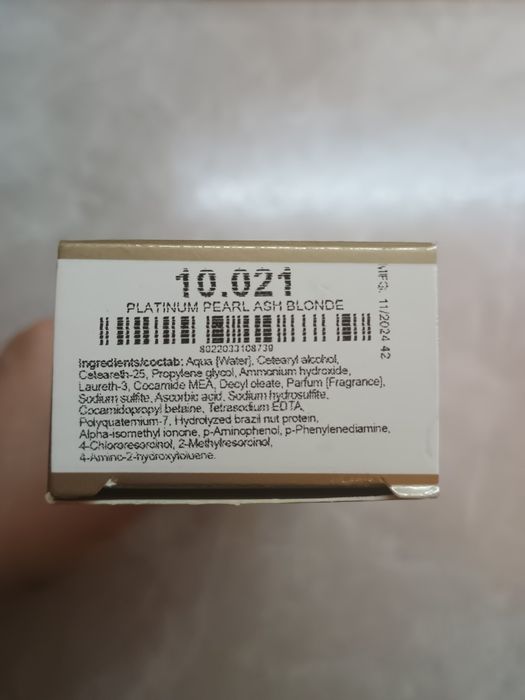 10.021
PLATINUM PEARL ASH BLONDE
8022033108739
Ingredients/состав: Aqua [Water], Cetearyl alcohol,
Ceteareth-25, Propylene glycol, Ammonium hydroxide,
Laureth-3, Cocamide MEA, Decyl oleate, Parfum [Fragrance],
Sodium sulfite, Ascorbic acid, Sodium hydrosulfite,
Cocamidopropyl betaine, Tetrasodium EDTA,
Polyquaternium-7, Hydrolyzed brazil nut protein,
Alpha-isomethyl ionone, p-Aminophenol, p-Phenylenediamine,
4-Chlororesorcinol, 2-Methylresorcinol,
4-Amino-2-hydroxytoluene.
MFG. 11/2024 42